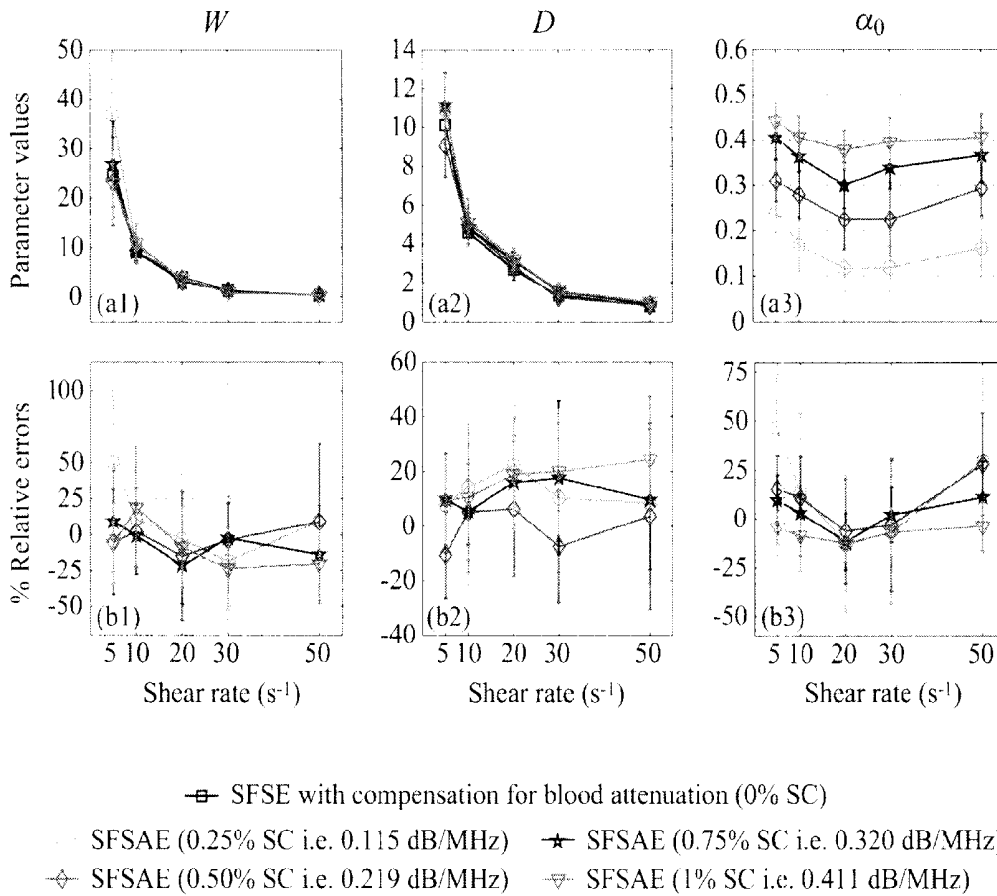 W D α₀
Parameter values
50
40
30
20
10
0
(a1)
14
12
10
8
6
4
2
0
(a2)
0.6
0.5
0.4
0.3
0.2
0.1
0
(a3)
% Relative errors
100
50
25
0
-25
-50
(b1)
60
40
20
0
-20
-40
(b2)
75
50
25
0
-25
-50
(b3)
5 10 20 30 50
5 10 20 30 50
5 10 20 30 50
Shear rate (s⁻¹)
Shear rate (s⁻¹)
Shear rate (s⁻¹)
SFSE with compensation for blood attenuation (0% SC)
SFSAE (0.25% SC i.e. 0.115 dB/MHz) SFSAE (0.75% SC i.e. 0.320 dB/MHz)
SFSAE (0.50% SC i.e. 0.219 dB/MHz) SFSAE (1% SC i.e. 0.411 dB/MHz)